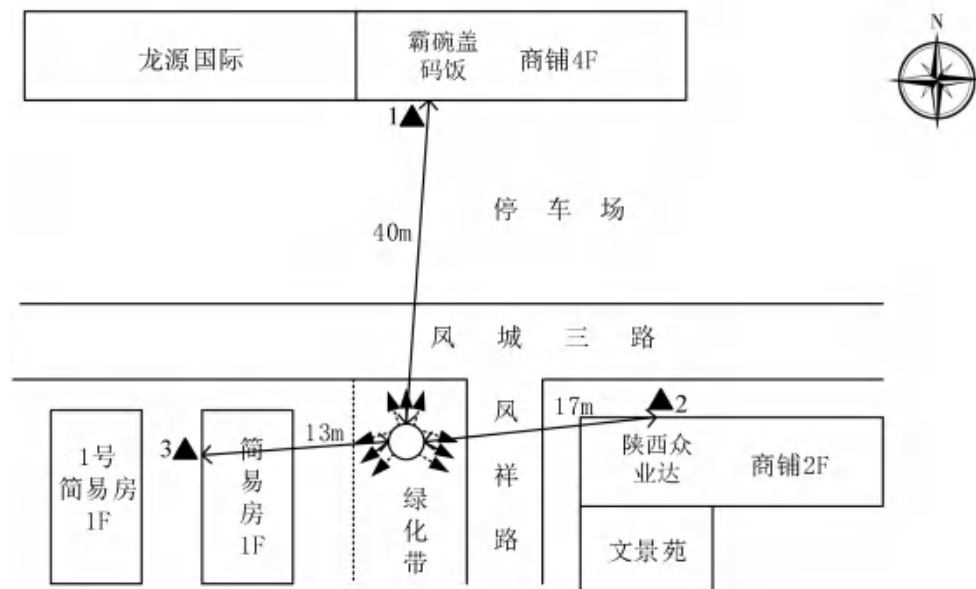 N
龙源国际
霸碗盖
码饭
商铺4F
1
停车场
40m
凤城三路
凤祥路
17m
2
13m
3
1号
简易房
1F
简易房
1F
绿化带
陕西众
业达
商铺2F
文景苑